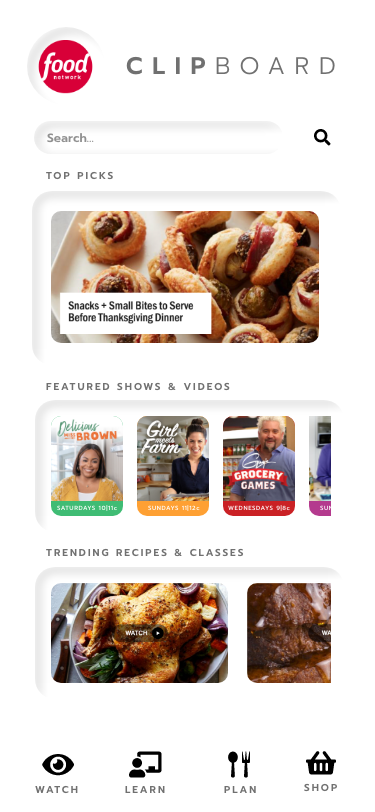 food
network
CLIPBOARD
Search...
TOP PICKS
Snacks + Small Bites to Serve
Before Thanksgiving Dinner
FEATURED SHOWS & VIDEOS
Delicious
BROWN
SATURDAYS 10|11c
Girl
meets
Farm
SUNDAYS 11|12c
Guy's
GROCERY
GAMES
WEDNESDAYS 9|8c
SUN
TRENDING RECIPES & CLASSES
WATCH
WA
WATCH
LEARN
PLAN
SHOP